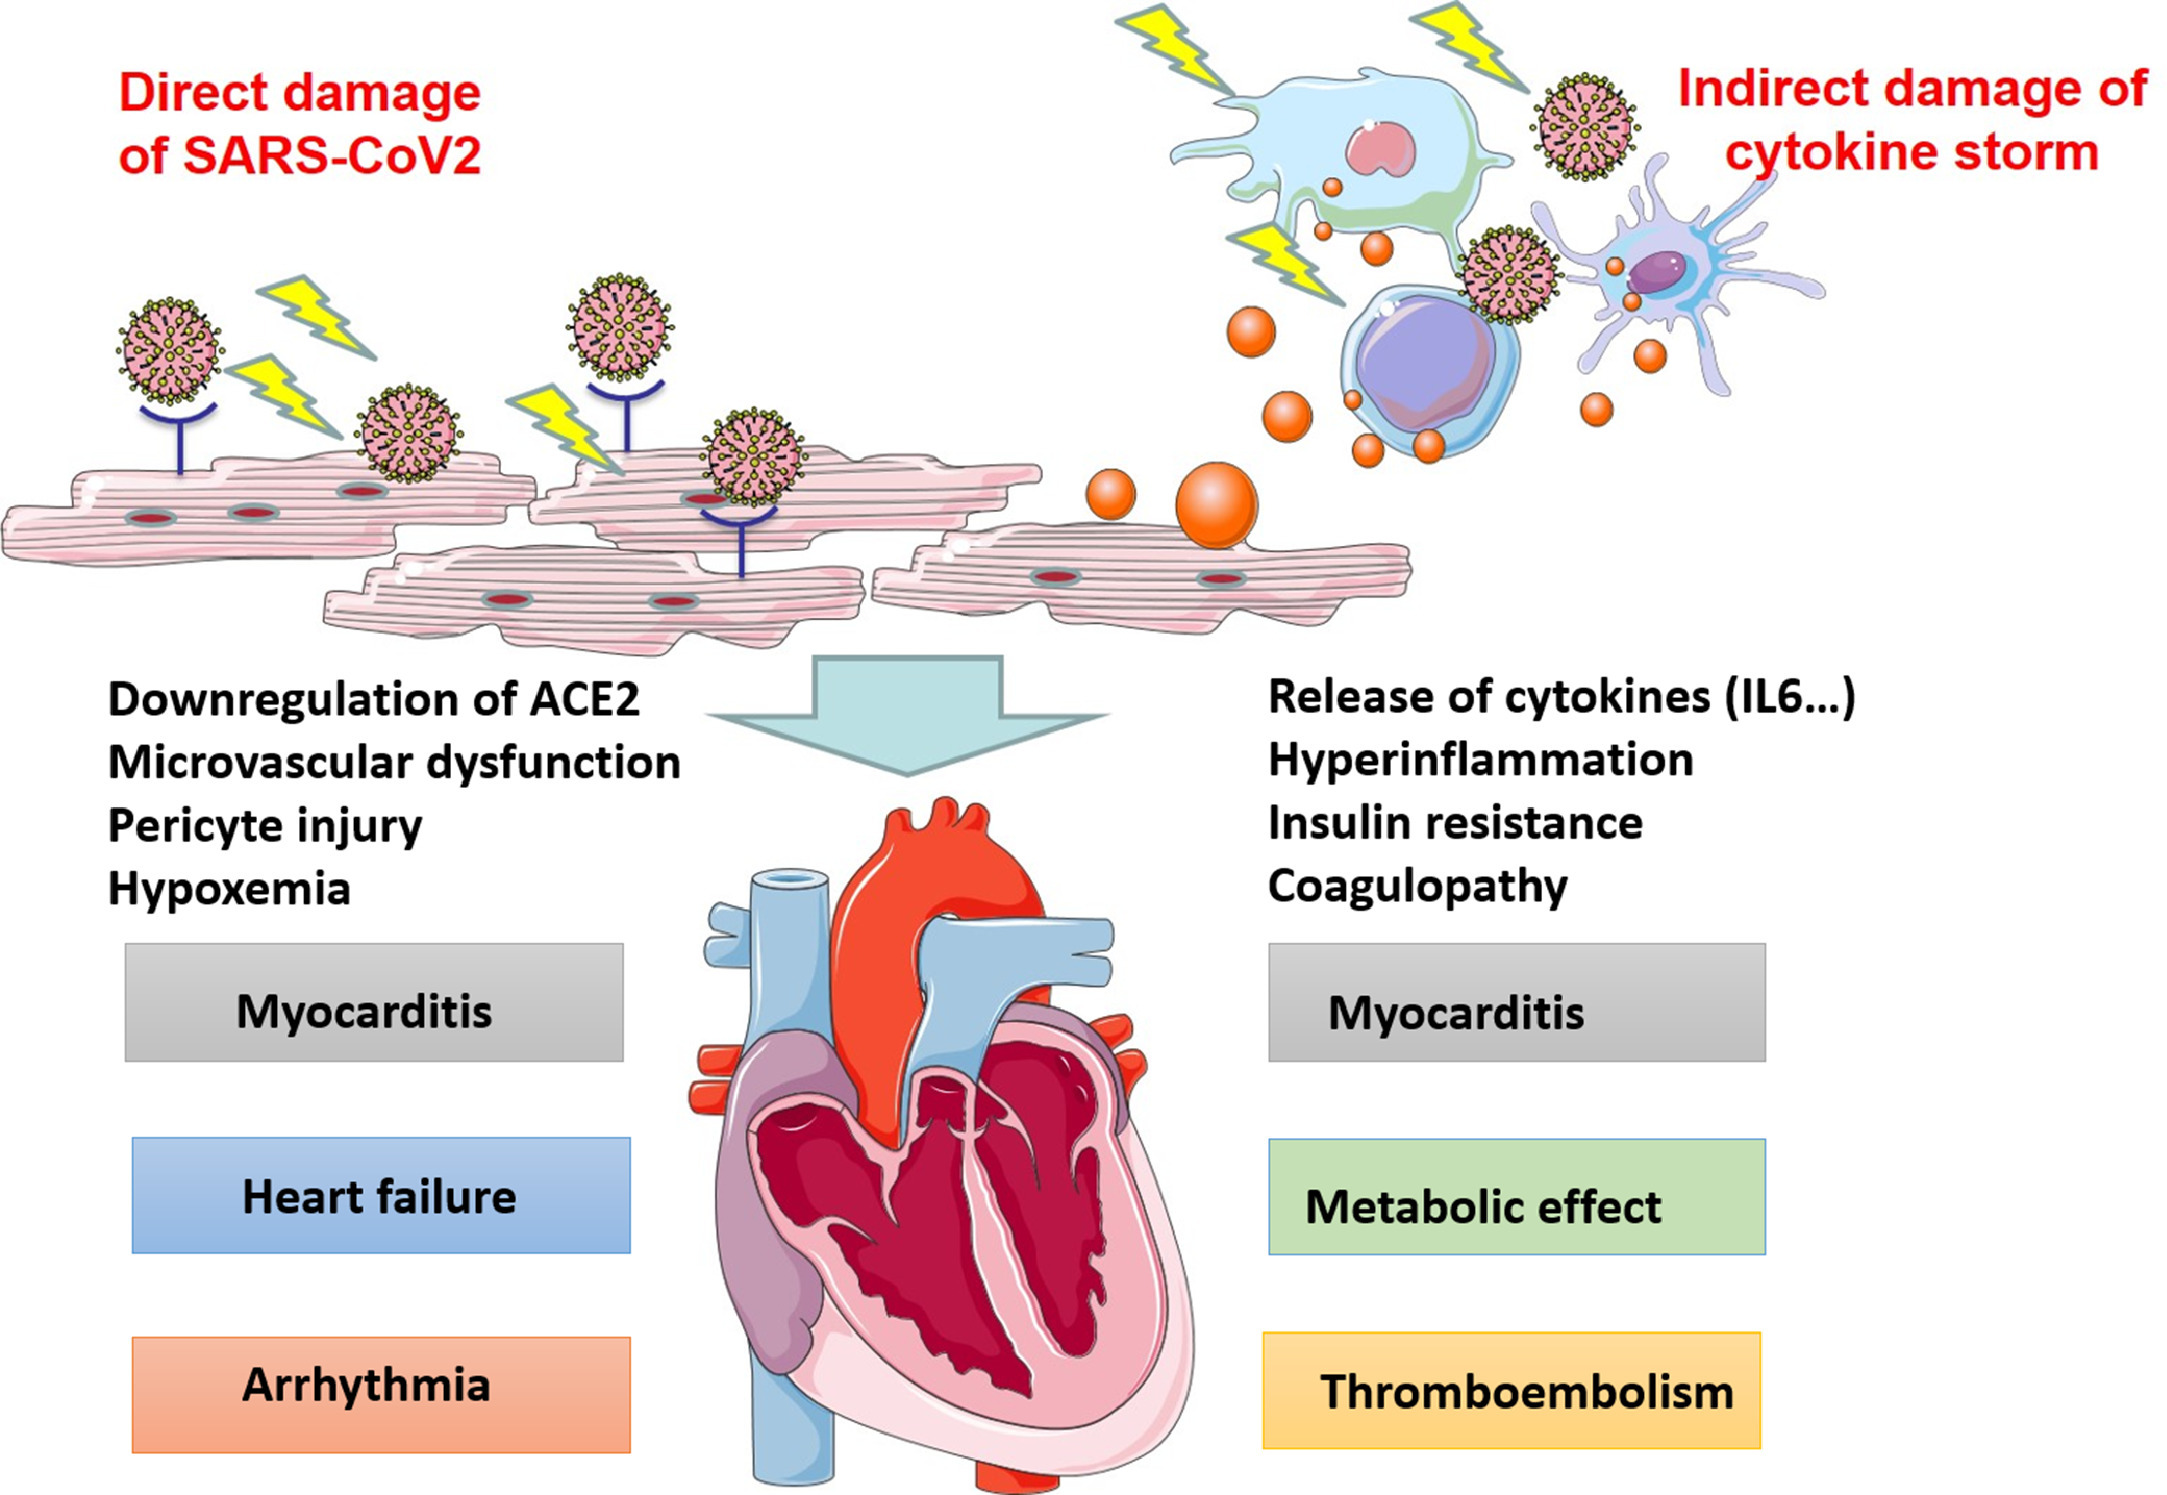 Direct damage
of SARS-CoV2
Indirect damage of
cytokine storm
Downregulation of ACE2
Microvascular dysfunction
Pericyte injury
Hypoxemia
Release of cytokines (IL6...)
Hyperinflammation
Insulin resistance
Coagulopathy
Myocarditis
Heart failure
Arrhythmia
Myocarditis
Metabolic effect
Thromboembolism